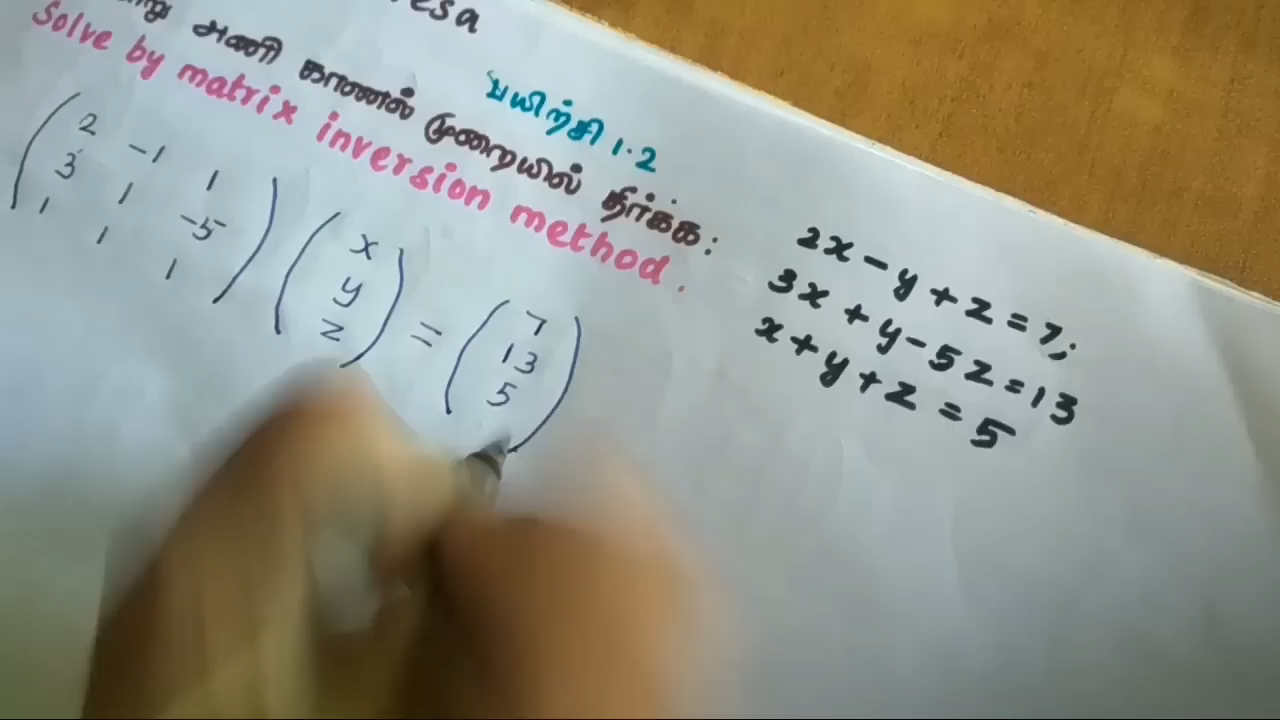 அணி காணல் முறையில் தீர்க்க :
Solve by matrix inversion method.
பயிற்சி 1.2
2x - y + z = 7;
3x + y - 5z = 13
x + y + z = 5
( 2 -1 1 ) ( x ) = ( 7 )
( 3 1 -5 ) ( y ) ( 13 )
( 1 1 1 ) ( z ) ( 5 )